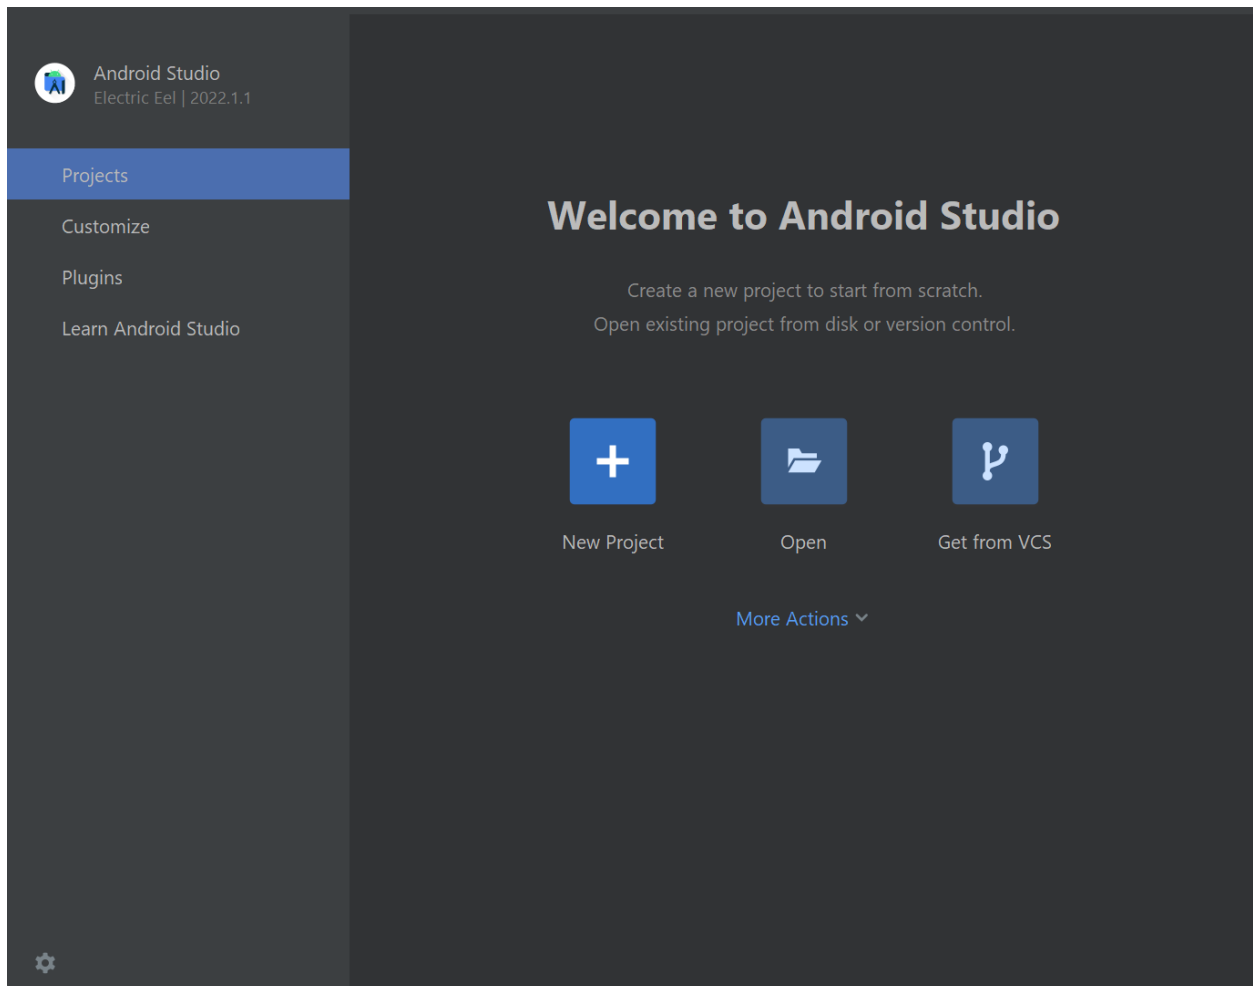 Android Studio
Electric Eel | 2022.1.1
Projects
Customize
Plugins
Learn Android Studio
Welcome to Android Studio
Create a new project to start from scratch.
Open existing project from disk or version control.
New Project
Open
Get from VCS
More Actions